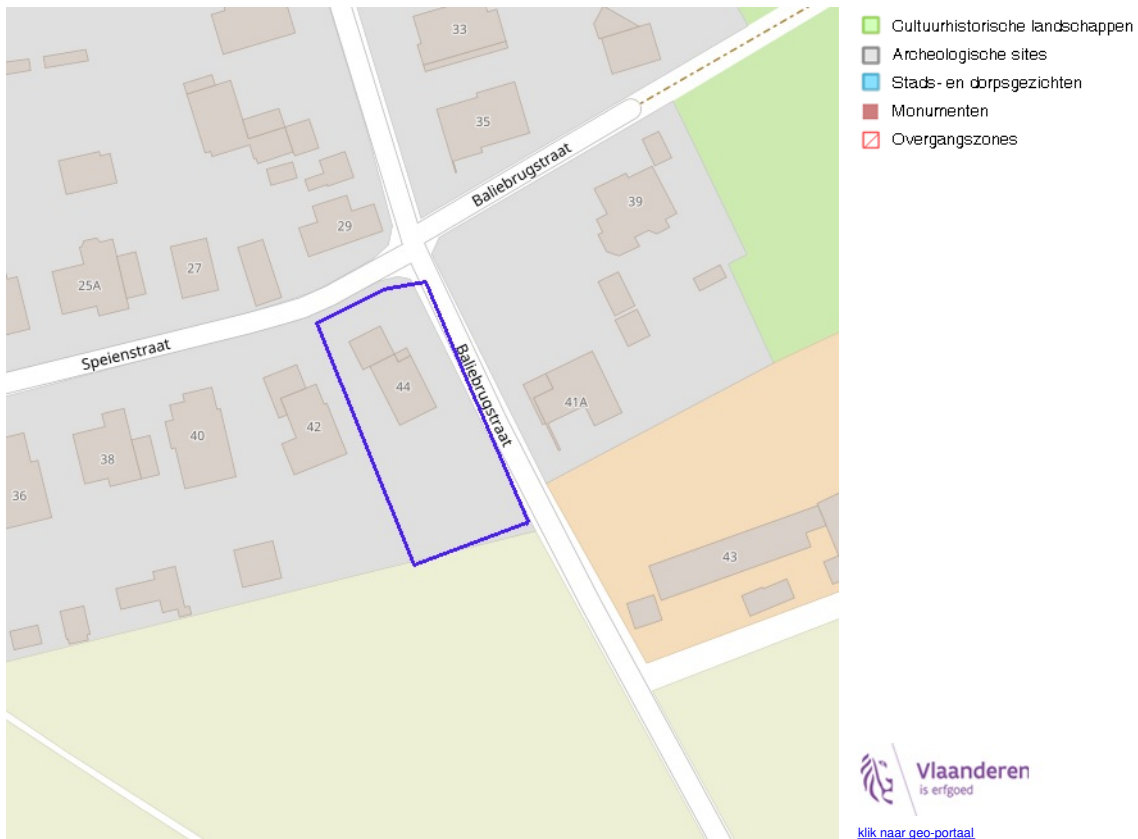 33
35
Baliebrugstraat
39
29
27
25A
Speienstraat
44
Baliebrugstraat
41A
42
40
38
36
43
Cultuurhistorische landschappen
Archeologische sites
Stads- en dorpsgezichten
Monumenten
Overgangszones
Vlaanderen
is erfgoed
klik naar geo-portaal